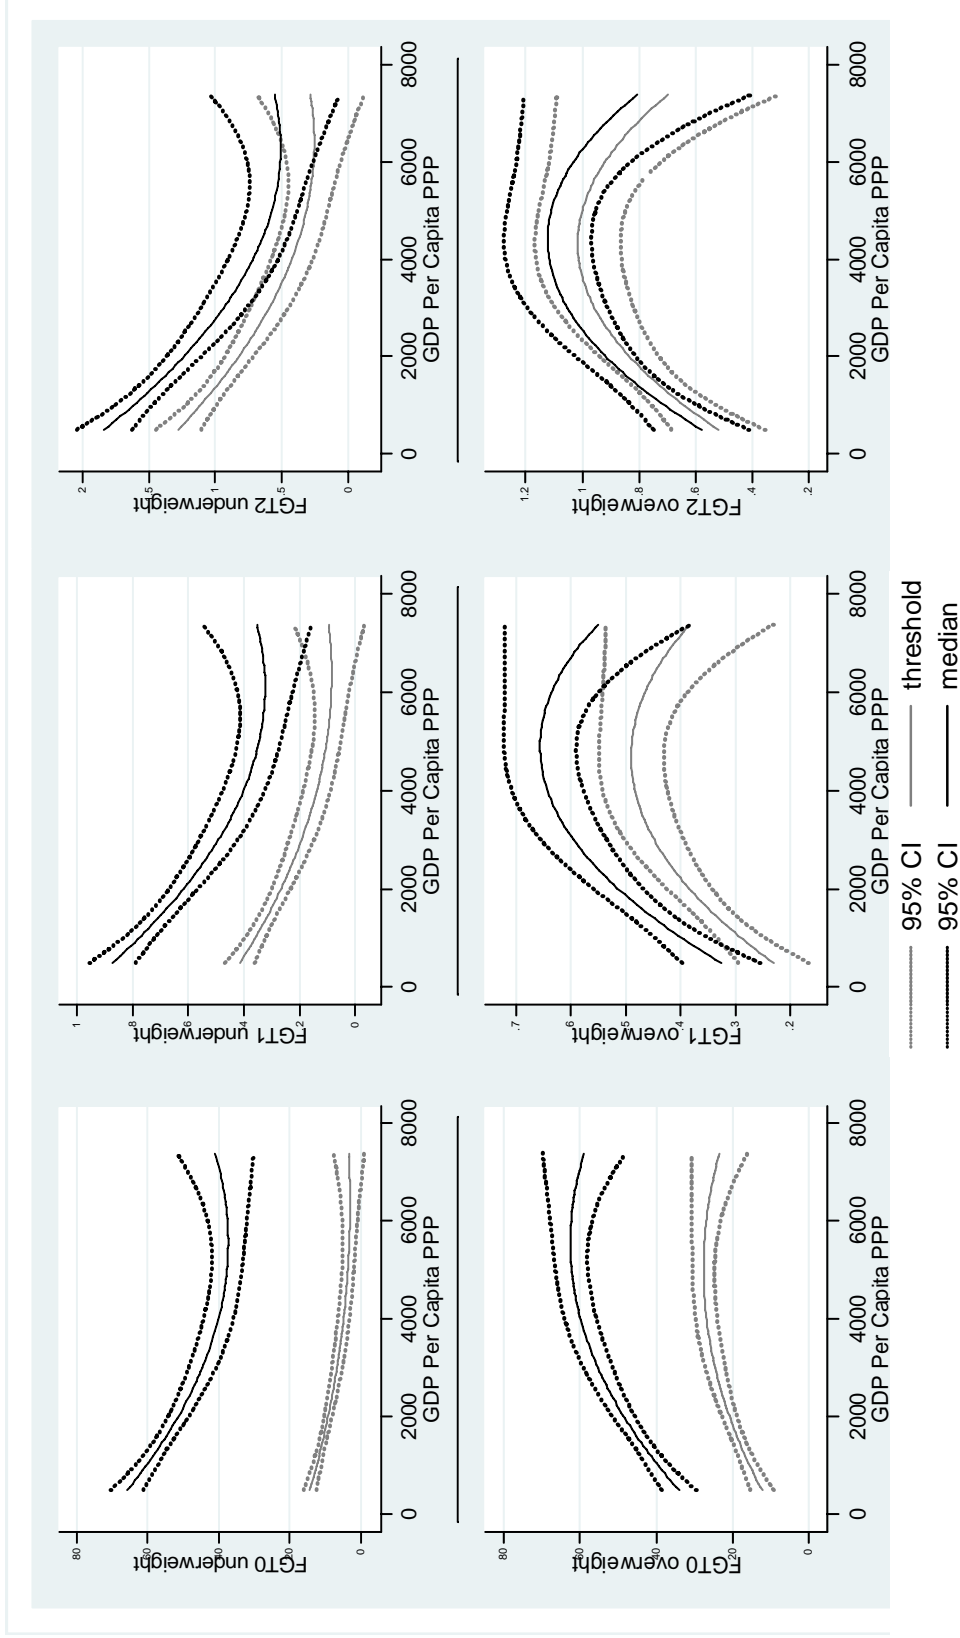 FGT0 underweight
80
60
40
20
0
0 2000 4000 6000 8000
GDP Per Capita PPP
FGT1 underweight
1
.8
.6
.4
.2
0
0 2000 4000 6000 8000
GDP Per Capita PPP
FGT2 underweight
2
1.5
1
.5
0
0 2000 4000 6000 8000
GDP Per Capita PPP
FGT0 overweight
80
60
40
20
0
0 2000 4000 6000 8000
GDP Per Capita PPP
FGT1 overweight
.7
.6
.5
.4
.3
.2
0 2000 4000 6000 8000
GDP Per Capita PPP
FGT2 overweight
1.2
1
.8
.6
.4
.2
0 2000 4000 6000 8000
GDP Per Capita PPP
95% CI threshold
95% CI median